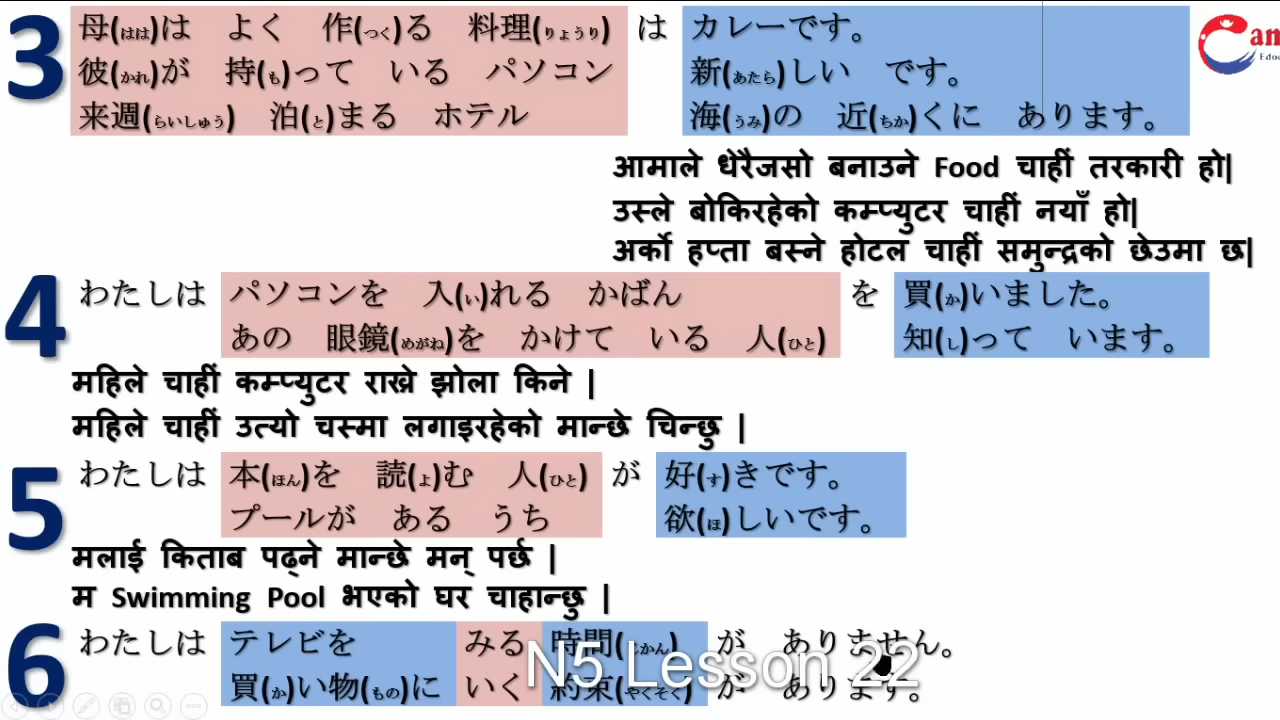 3
母(はは)は よく 作(つく)る 料理(りょうり) は カレーです。
彼(かれ)が 持(も)って いる パソコン 新(あたら)しい です。
来週(らいしゅう) 泊(と)まる ホテル 海(うみ)の 近(ちか)くに あります。
आमाले धेरैजसो बनाउने Food चाहीं तरकारी हो|
उस्ले बोकिरहेको कम्प्युटर चाहीं नयाँ हो|
अर्को हप्ता बस्ने होटल चाहीं समुन्द्रको छेउमा छ|
4
わたしは パソコンを 入(い)れる かばん を 買(か)いました。
あの 眼鏡(めがね)を かけて いる 人(ひと) 知(し)って います。
महिले चाहीं कम्प्युटर राख्ने झोला किने |
महिले चाहीं उत्यो चस्मा लगाइरहेको मान्छे चिन्छु |
5
わたしは 本(ほん)を 読(よ)む 人(ひと) が 好(す)きです。
プールが ある うち 欲(ほ)しいです。
मलाई किताब पढ्ने मान्छे मन् पर्छ |
म Swimming Pool भएको घर चाहान्छु |
6
わたしは テレビを みる 時間(じかん) が ありません。
買(か)い物(もの)に いく 約束(やくそく) が あります。
N5 Lesson 22